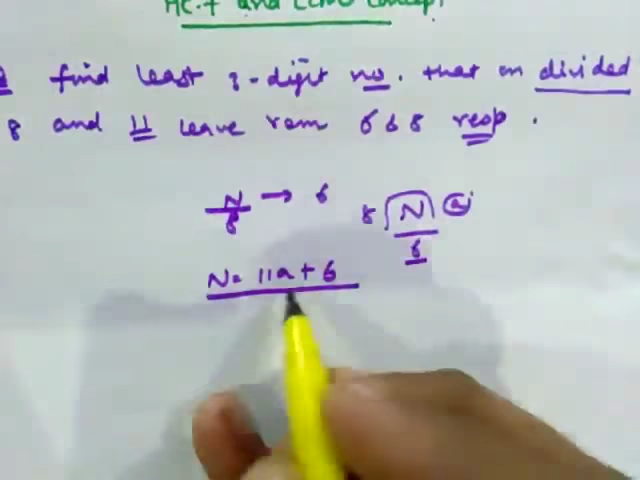 HC.F and LCM Concept
Q find least 3-digit no. that on divided
8 and 11 leave rem 6 & 8 resp.
N/8 → 6
8 N a
6
N = 11a + 6